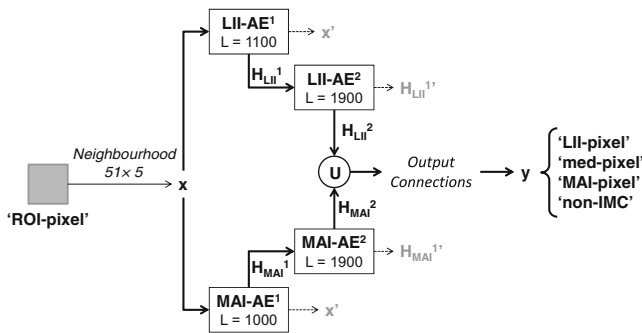 LII-AE¹
L = 1100
x'
H_LII¹
LII-AE²
L = 1900
H_LII¹'
H_LII²
Neighbourhood
51× 5
'ROI-pixel'
x
U
Output
Connections
y
'LII-pixel'
'med-pixel'
'MAI-pixel'
'non-IMC'
H_MAI²
MAI-AE²
L = 1900
H_MAI¹'
H_MAI¹
MAI-AE¹
L = 1000
x'